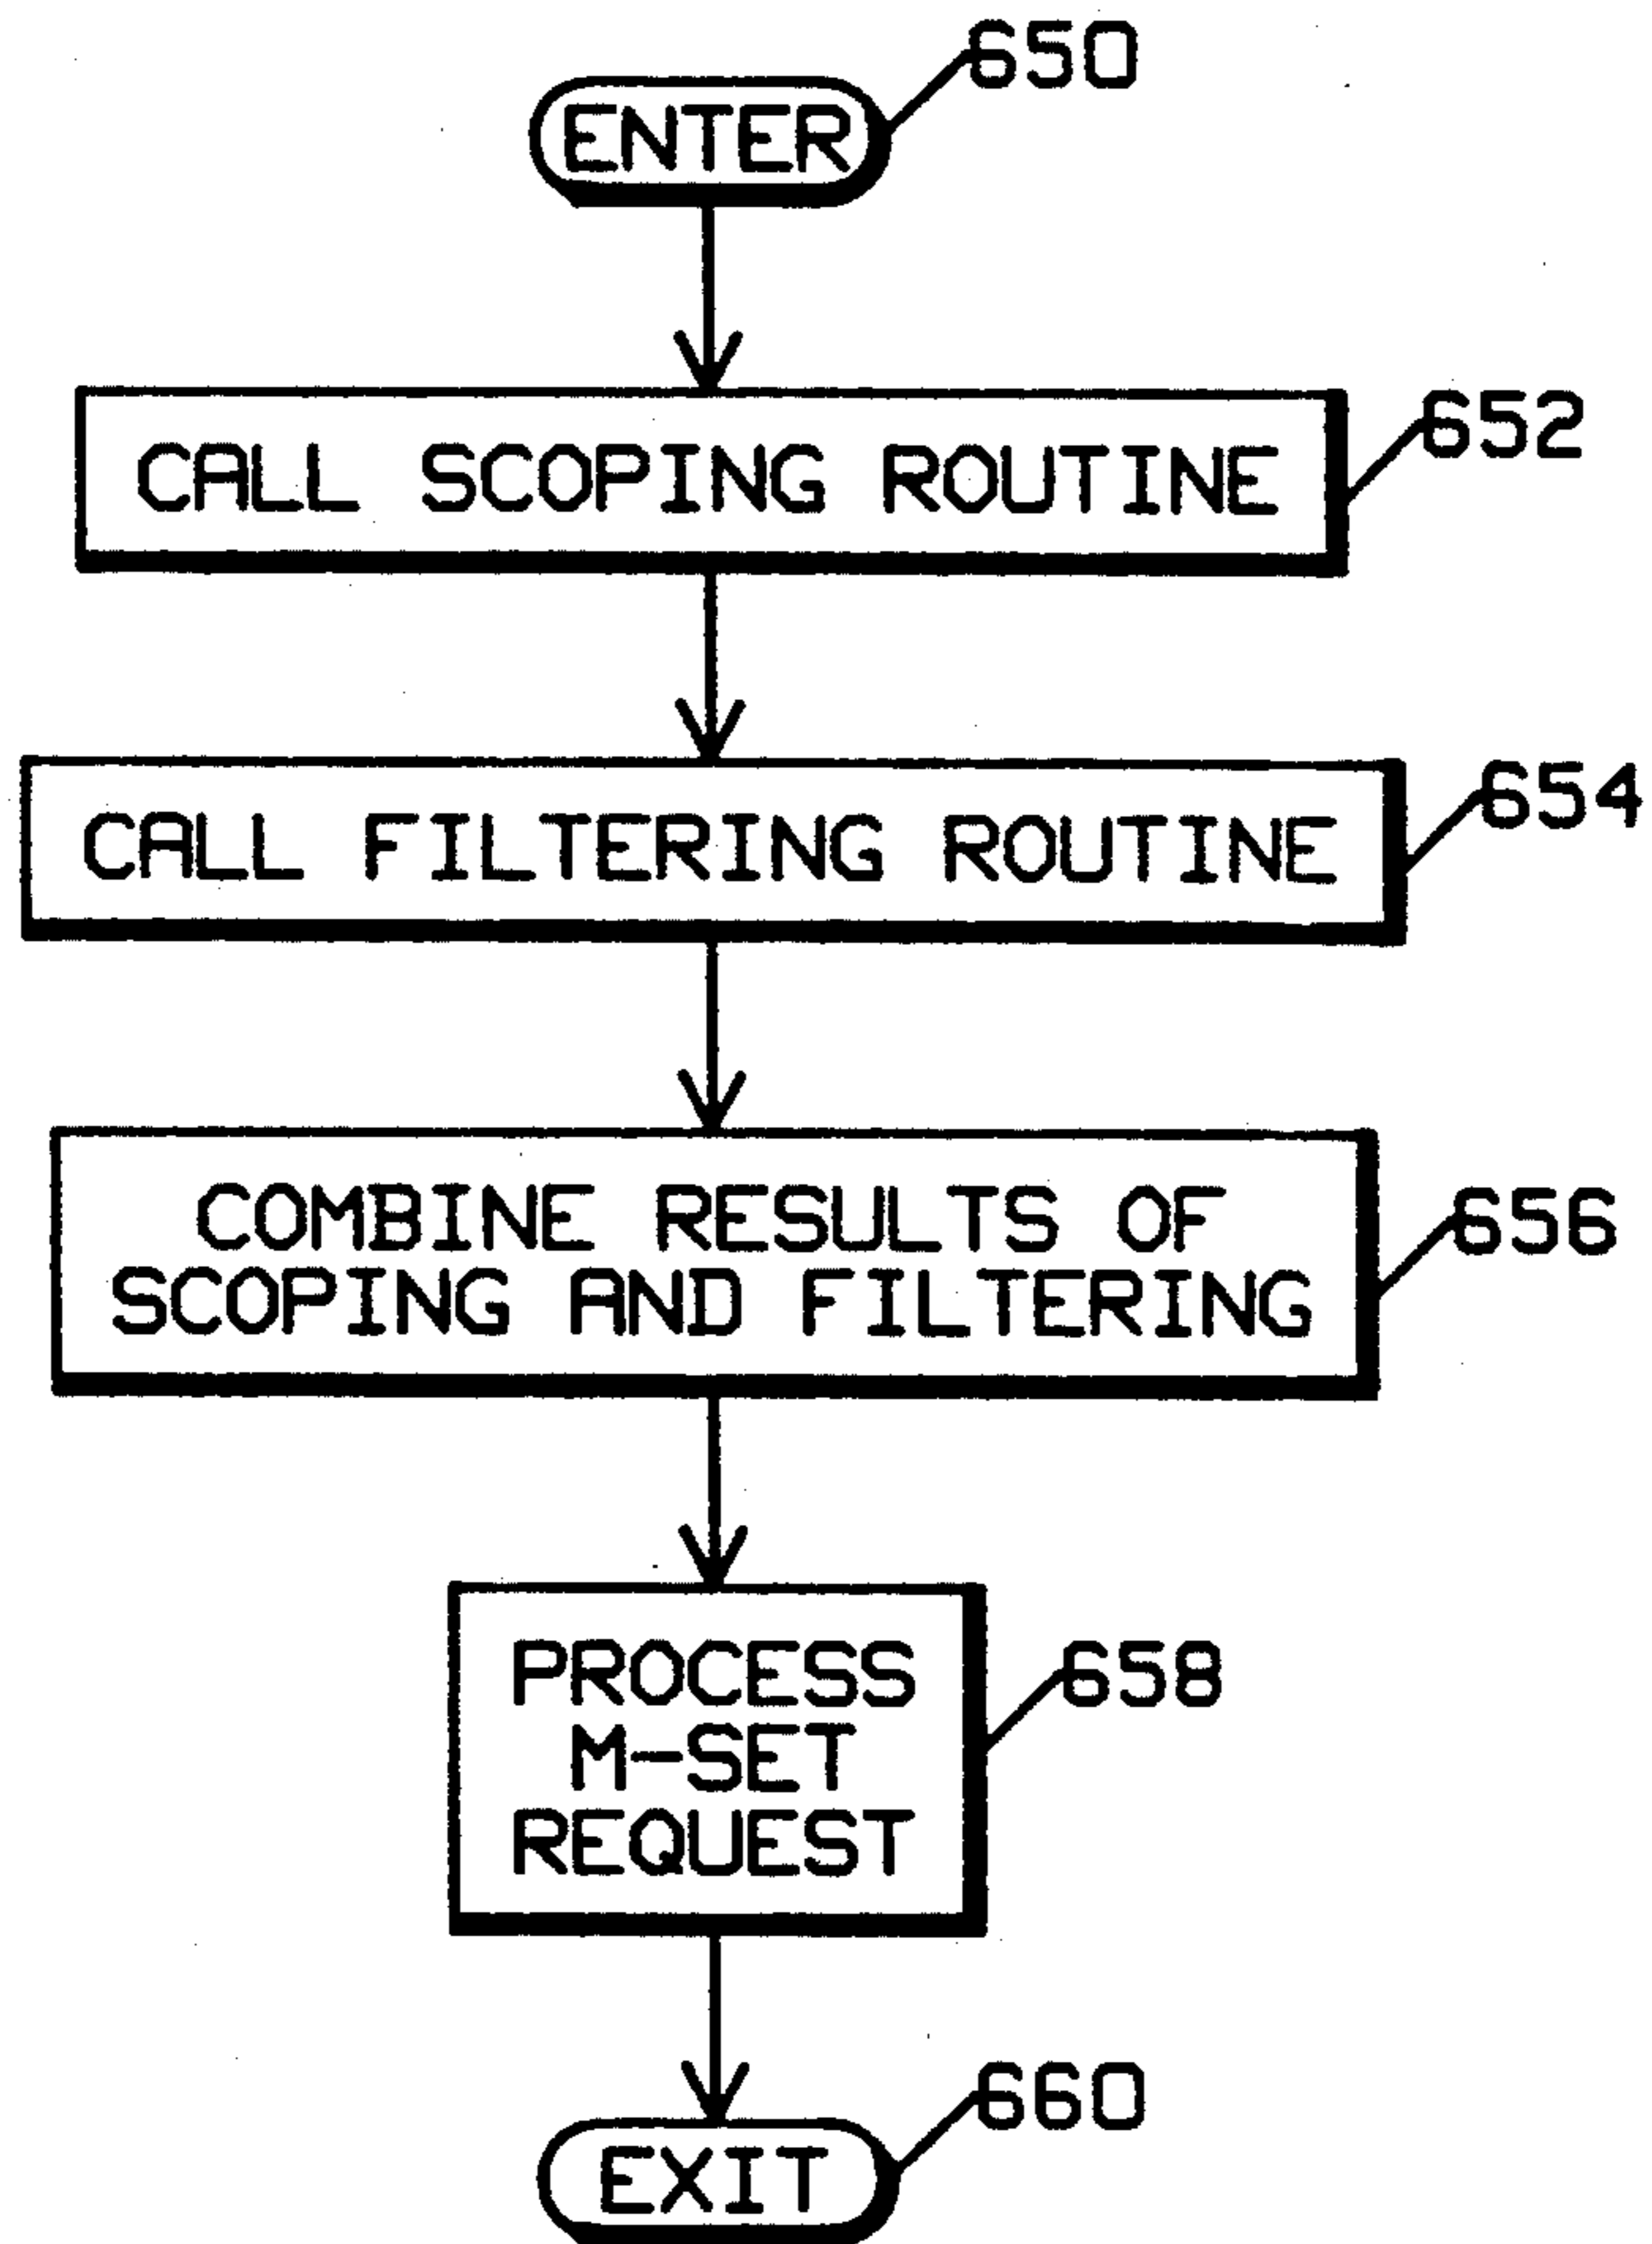 650
ENTER
652
CALL SCOPING ROUTINE
654
CALL FILTERING ROUTINE
656
COMBINE RESULTS OF
SCOPING AND FILTERING
658
PROCESS
M-SET
REQUEST
660
EXIT